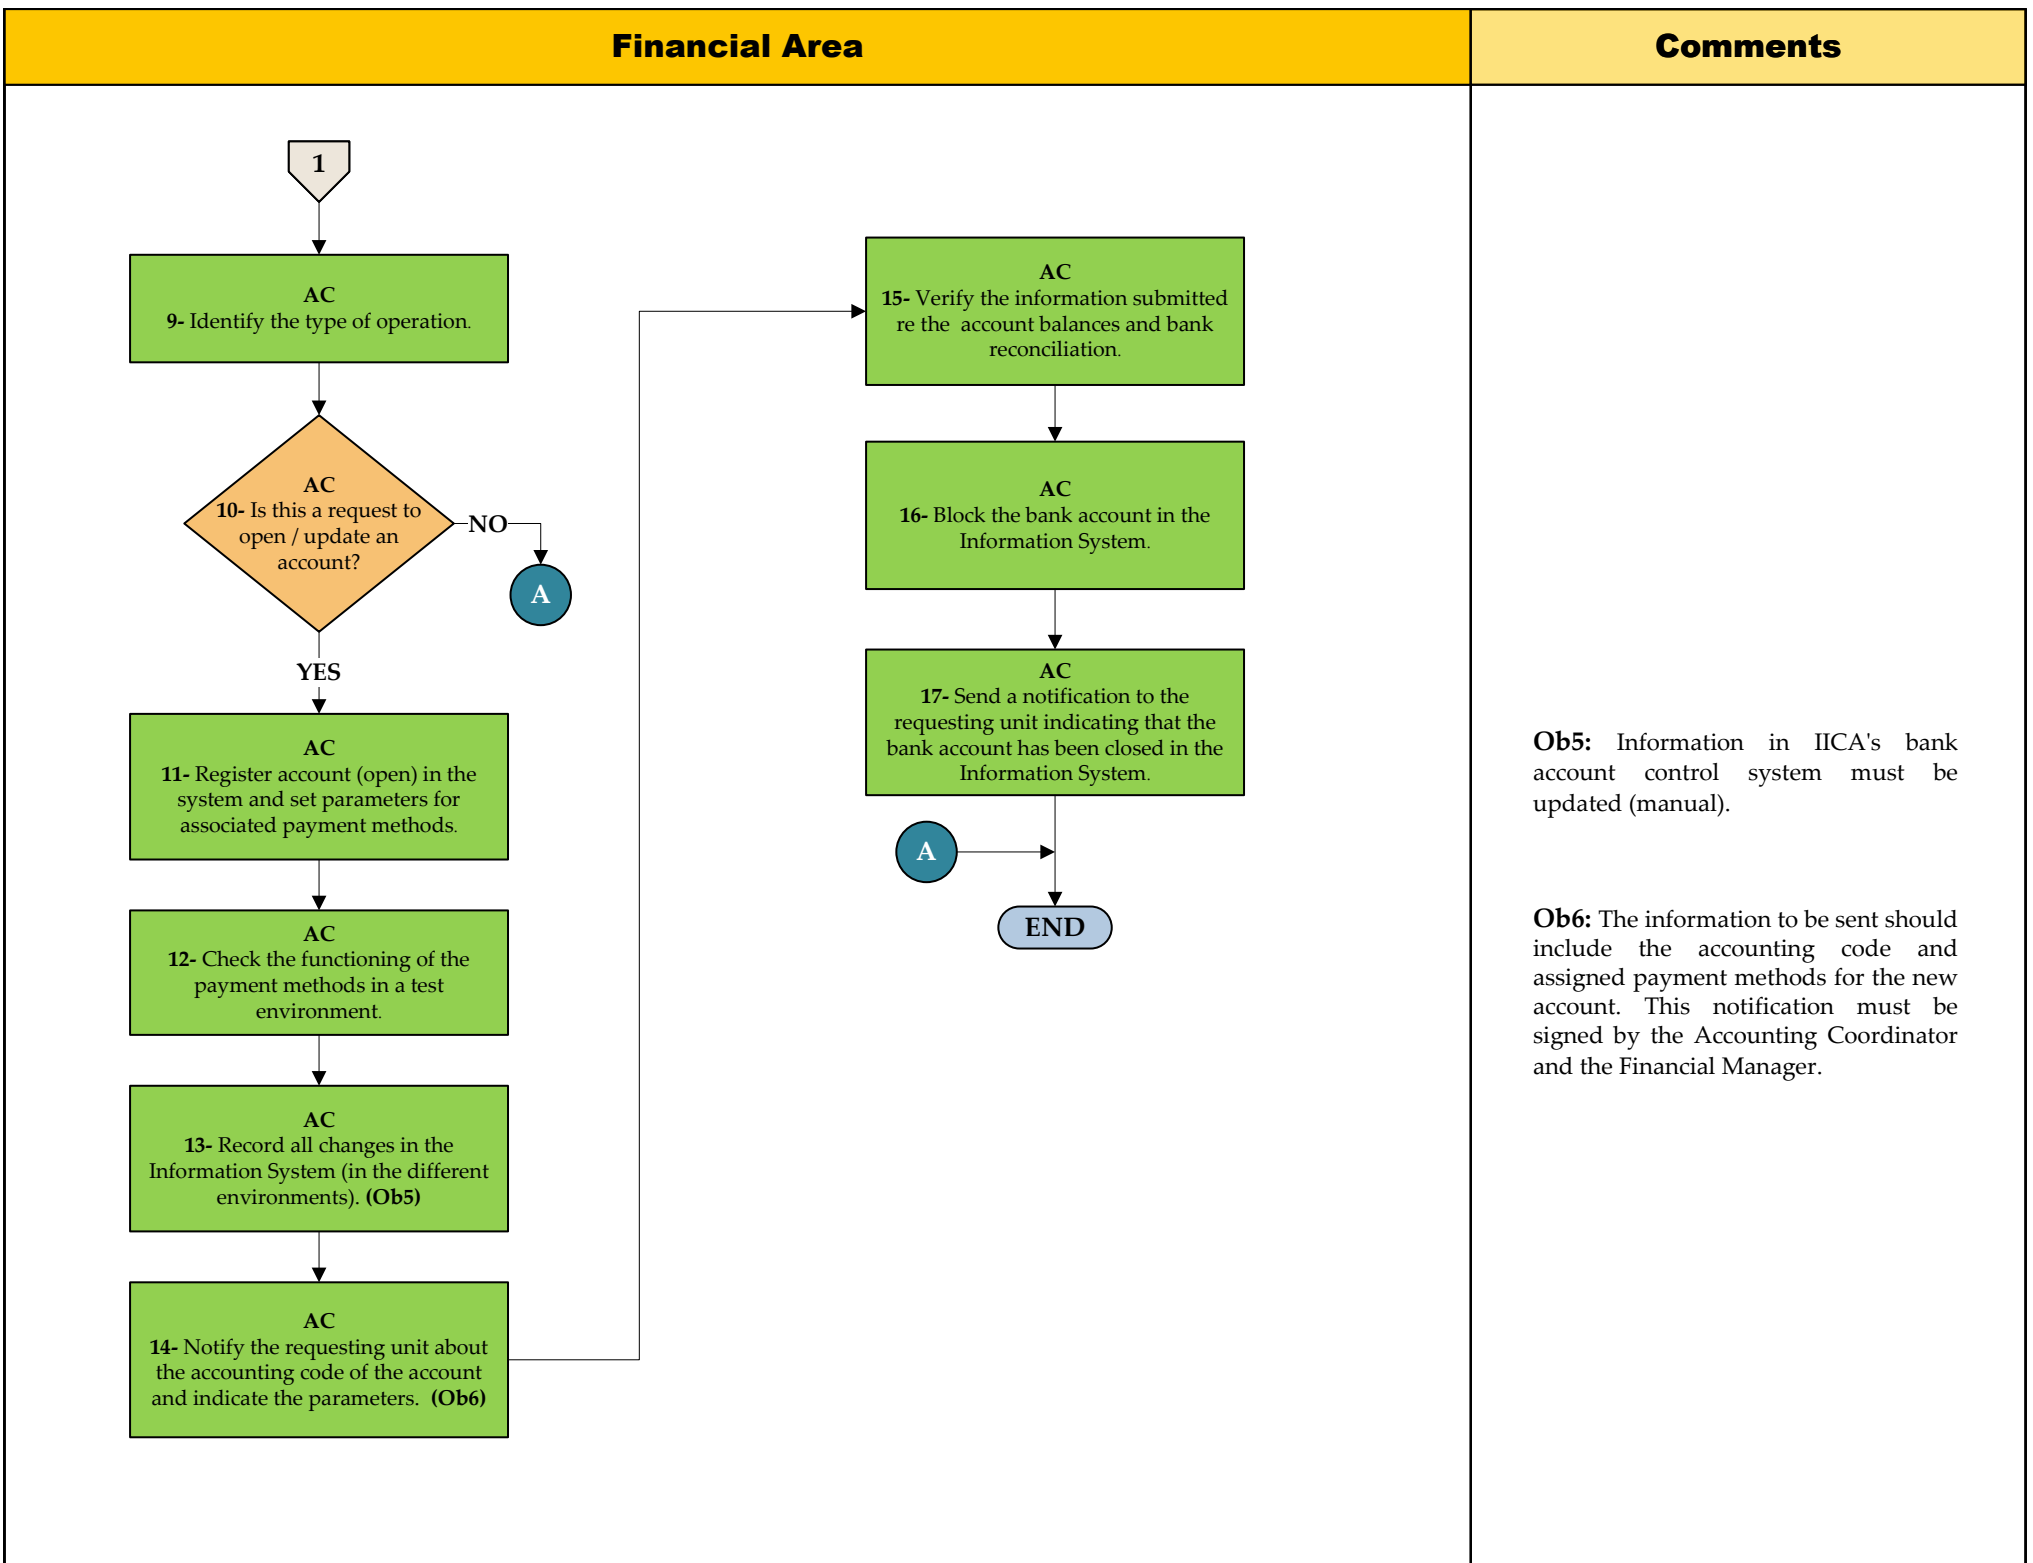 Financial Area
Comments
1
AC
9- Identify the type of operation.
AC
10- Is this a request to
open / update an
account?
NO
A
YES
AC
11- Register account (open) in the
system and set parameters for
associated payment methods.
AC
12- Check the functioning of the
payment methods in a test
environment.
AC
13- Record all changes in the
Information System (in the different
environments). (Ob5)
AC
14- Notify the requesting unit about
the accounting code of the account
and indicate the parameters. (Ob6)
AC
15- Verify the information submitted
re the account balances and bank
reconciliation.
AC
16- Block the bank account in the
Information System.
AC
17- Send a notification to the
requesting unit indicating that the
bank account has been closed in the
Information System.
A
END
Ob5: Information in IICA's bank
account control system must be
updated (manual).
Ob6: The information to be sent should
include the accounting code and
assigned payment methods for the new
account. This notification must be
signed by the Accounting Coordinator
and the Financial Manager.